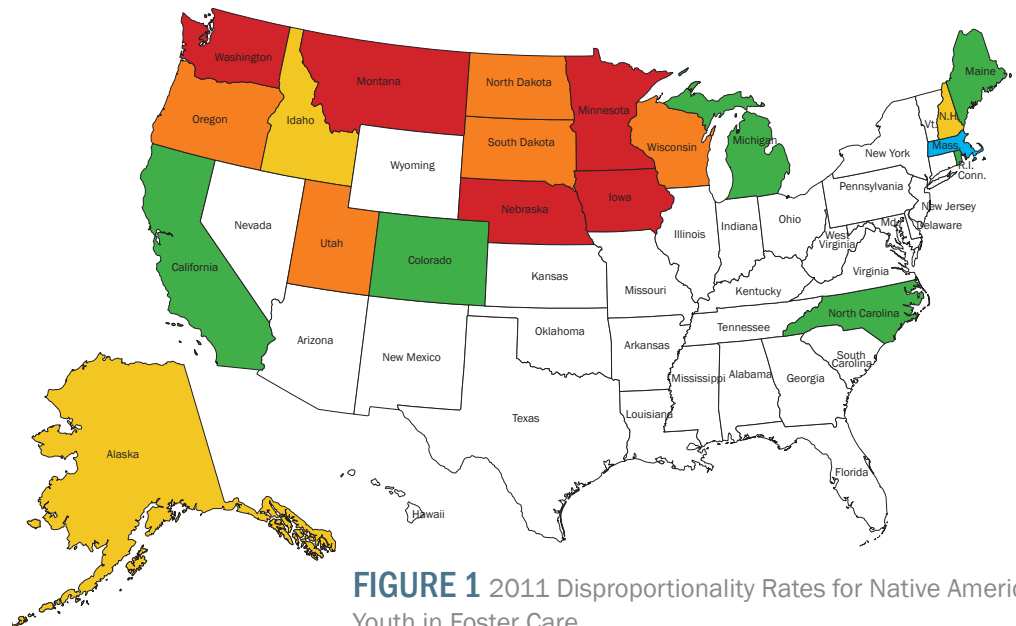 Washington
Montana
North Dakota
Minnesota
Maine
Oregon
Idaho
South Dakota
Wisconsin
Michigan
Vt.
N.H.
Mass.
New York
R.I.
Conn.
Wyoming
Nebraska
Iowa
Pennsylvania
New Jersey
Nevada
Utah
Colorado
Illinois
Indiana
Ohio
West
Virginia
Md.
Delaware
California
Kansas
Missouri
Kentucky
Virginia
Arizona
New Mexico
Oklahoma
Arkansas
Tennessee
North Carolina
South
Carolina
Mississippi
Alabama
Georgia
Texas
Louisiana
Florida
Alaska
Hawaii
FIGURE 1 2011 Disproportionality Rates for Native Americ
Youth in Foster Care